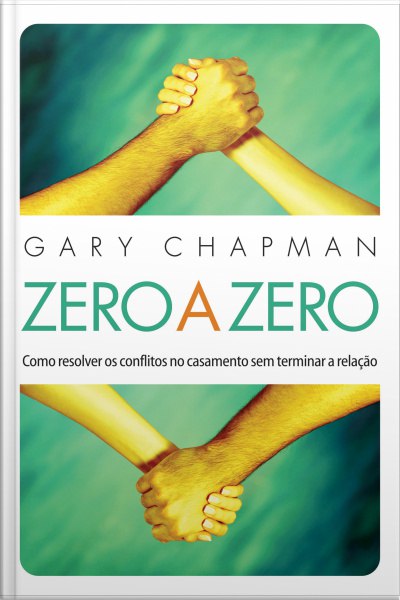 GARY CHAPMAN
ZERO A ZERO
Como resolver os conflitos no casamento sem terminar a relação